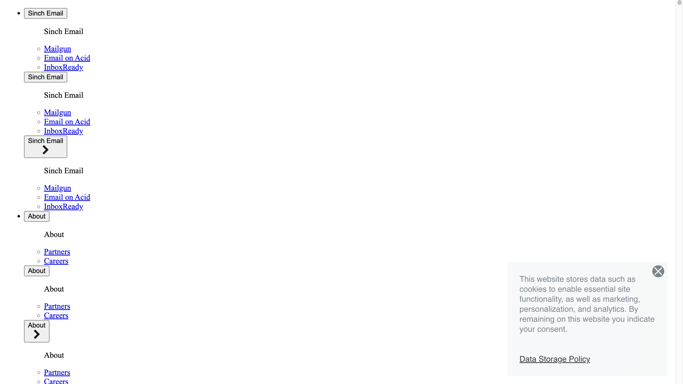 Sinch Email
Sinch Email
Mailgun
Email on Acid
InboxReady
Sinch Email
Sinch Email
Mailgun
Email on Acid
InboxReady
Sinch Email
Sinch Email
Mailgun
Email on Acid
InboxReady
About
About
Partners
Careers
About
About
Partners
Careers
About
About
Partners
Careers
This website stores data such as
cookies to enable essential site
functionality, as well as marketing,
personalization, and analytics. By
remaining on this website you indicate
your consent.
Data Storage Policy